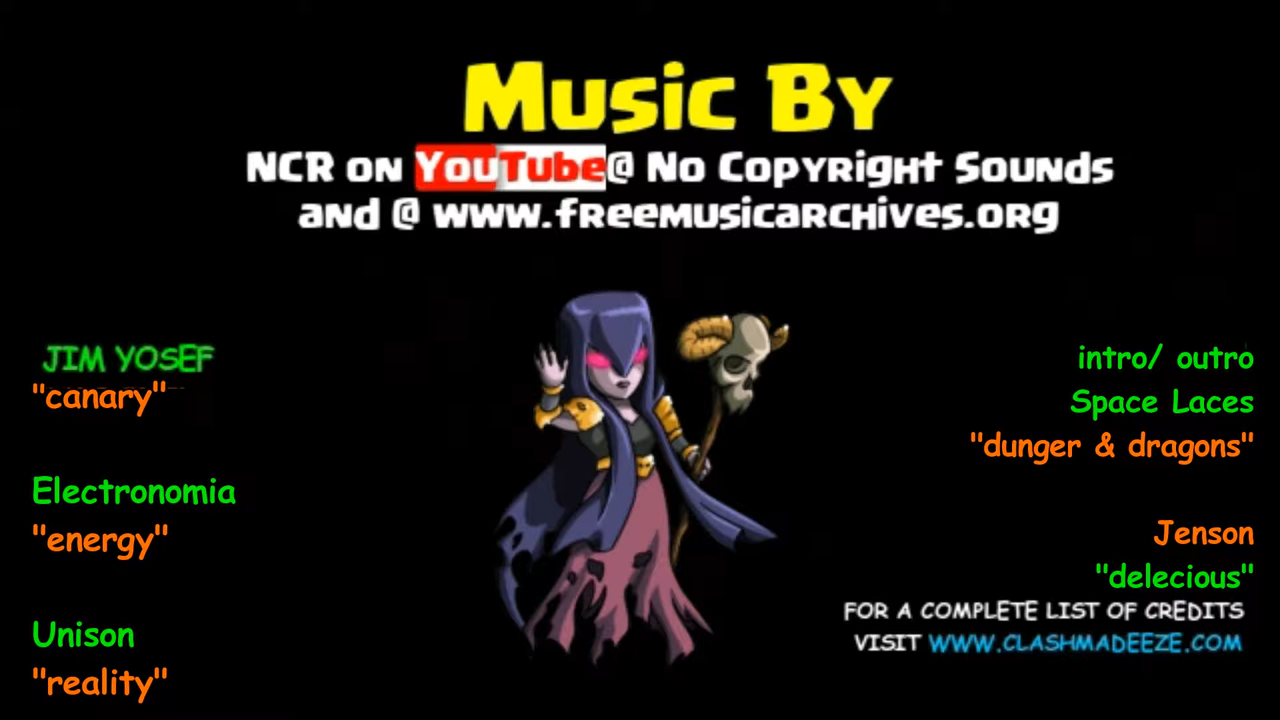 Music By
NCR on YouTube@ No Copyright Sounds
and @ www.freemusicarchives.org
JIM YOSEF
"canary"
Electronomia
"energy"
Unison
"reality"
intro/ outro
Space Laces
"dunger & dragons"
Jenson
"delecious"
FOR A COMPLETE LIST OF CREDITS
VISIT WWW.CLASHMADEEZE.COM